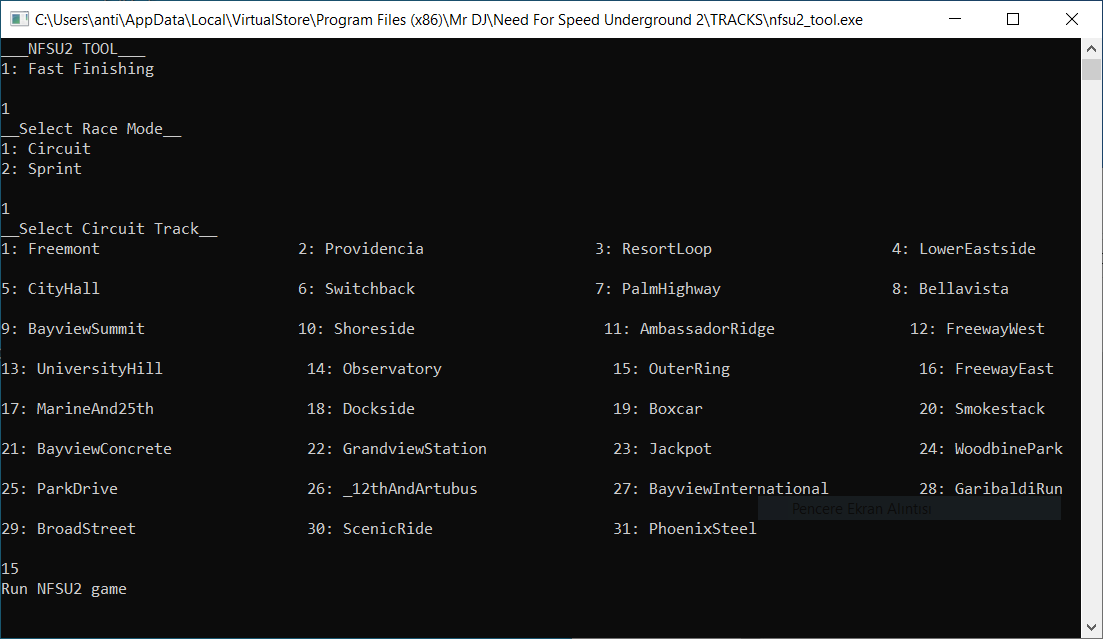 C:\Users\anti\AppData\Local\VirtualStore\Program Files (x86)\Mr DJ\Need For Speed Underground 2\TRACKS\nfsu2_tool.exe
___NFSU2 TOOL___
1: Fast Finishing
1
__Select Race Mode__
1: Circuit
2: Sprint
1
__Select Circuit Track__
1: Freemont 2: Providencia 3: ResortLoop 4: LowerEastside
5: CityHall 6: Switchback 7: PalmHighway 8: Bellavista
9: BayviewSummit 10: Shoreside 11: AmbassadorRidge 12: FreewayWest
13: UniversityHill 14: Observatory 15: OuterRing 16: FreewayEast
17: MarineAnd25th 18: Dockside 19: Boxcar 20: Smokestack
21: BayviewConcrete 22: GrandviewStation 23: Jackpot 24: WoodbinePark
25: ParkDrive 26: _12thAndArtubus 27: BayviewInternational 28: GaribaldiRun
Pencere Ekran Alıntısı
29: BroadStreet 30: ScenicRide 31: PhoenixSteel
15
Run NFSU2 game